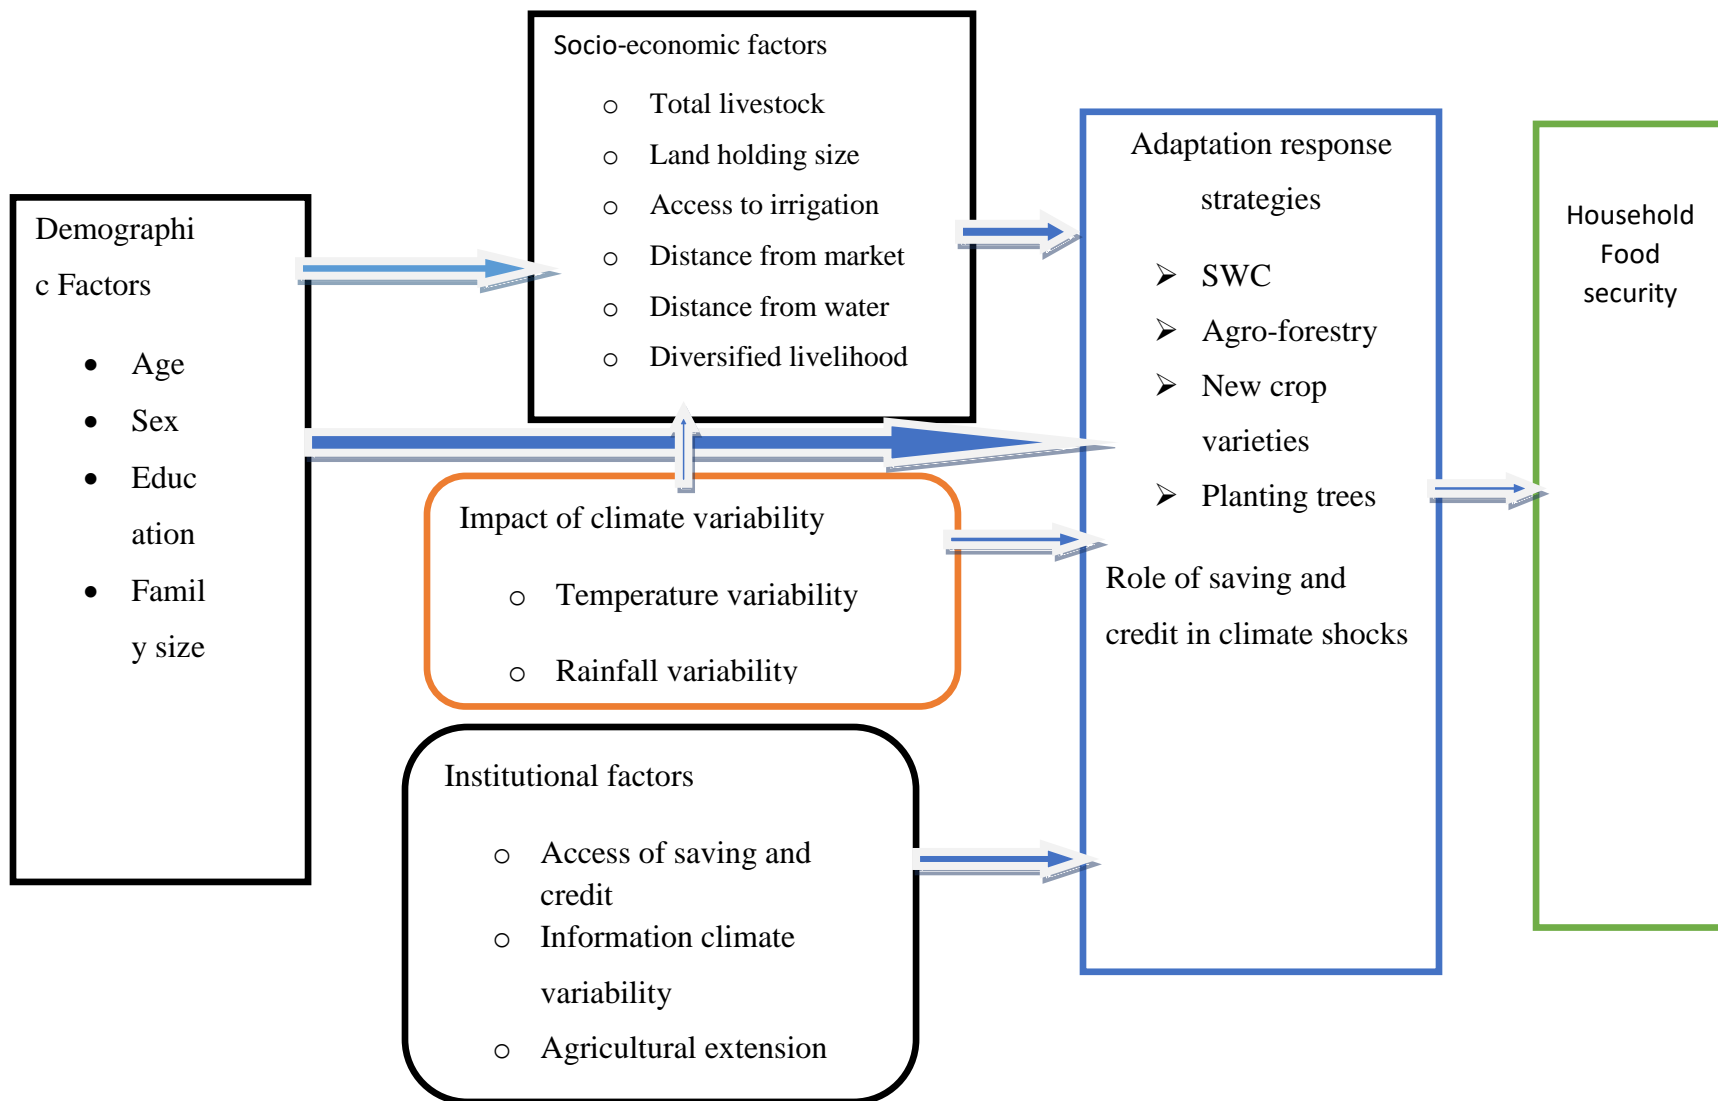 Demographi
c Factors
Age
Sex
Educ
ation
Famil
y size
Socio-economic factors
Total livestock
Land holding size
Access to irrigation
Distance from market
Distance from water
Diversified livelihood
Impact of climate variability
Temperature variability
Rainfall variability
Institutional factors
Access of saving and
credit
Information climate
variability
Agricultural extension
Adaptation response
strategies
SWC
Agro-forestry
New crop
varieties
Planting trees
Role of saving and
credit in climate shocks
Household
Food
security